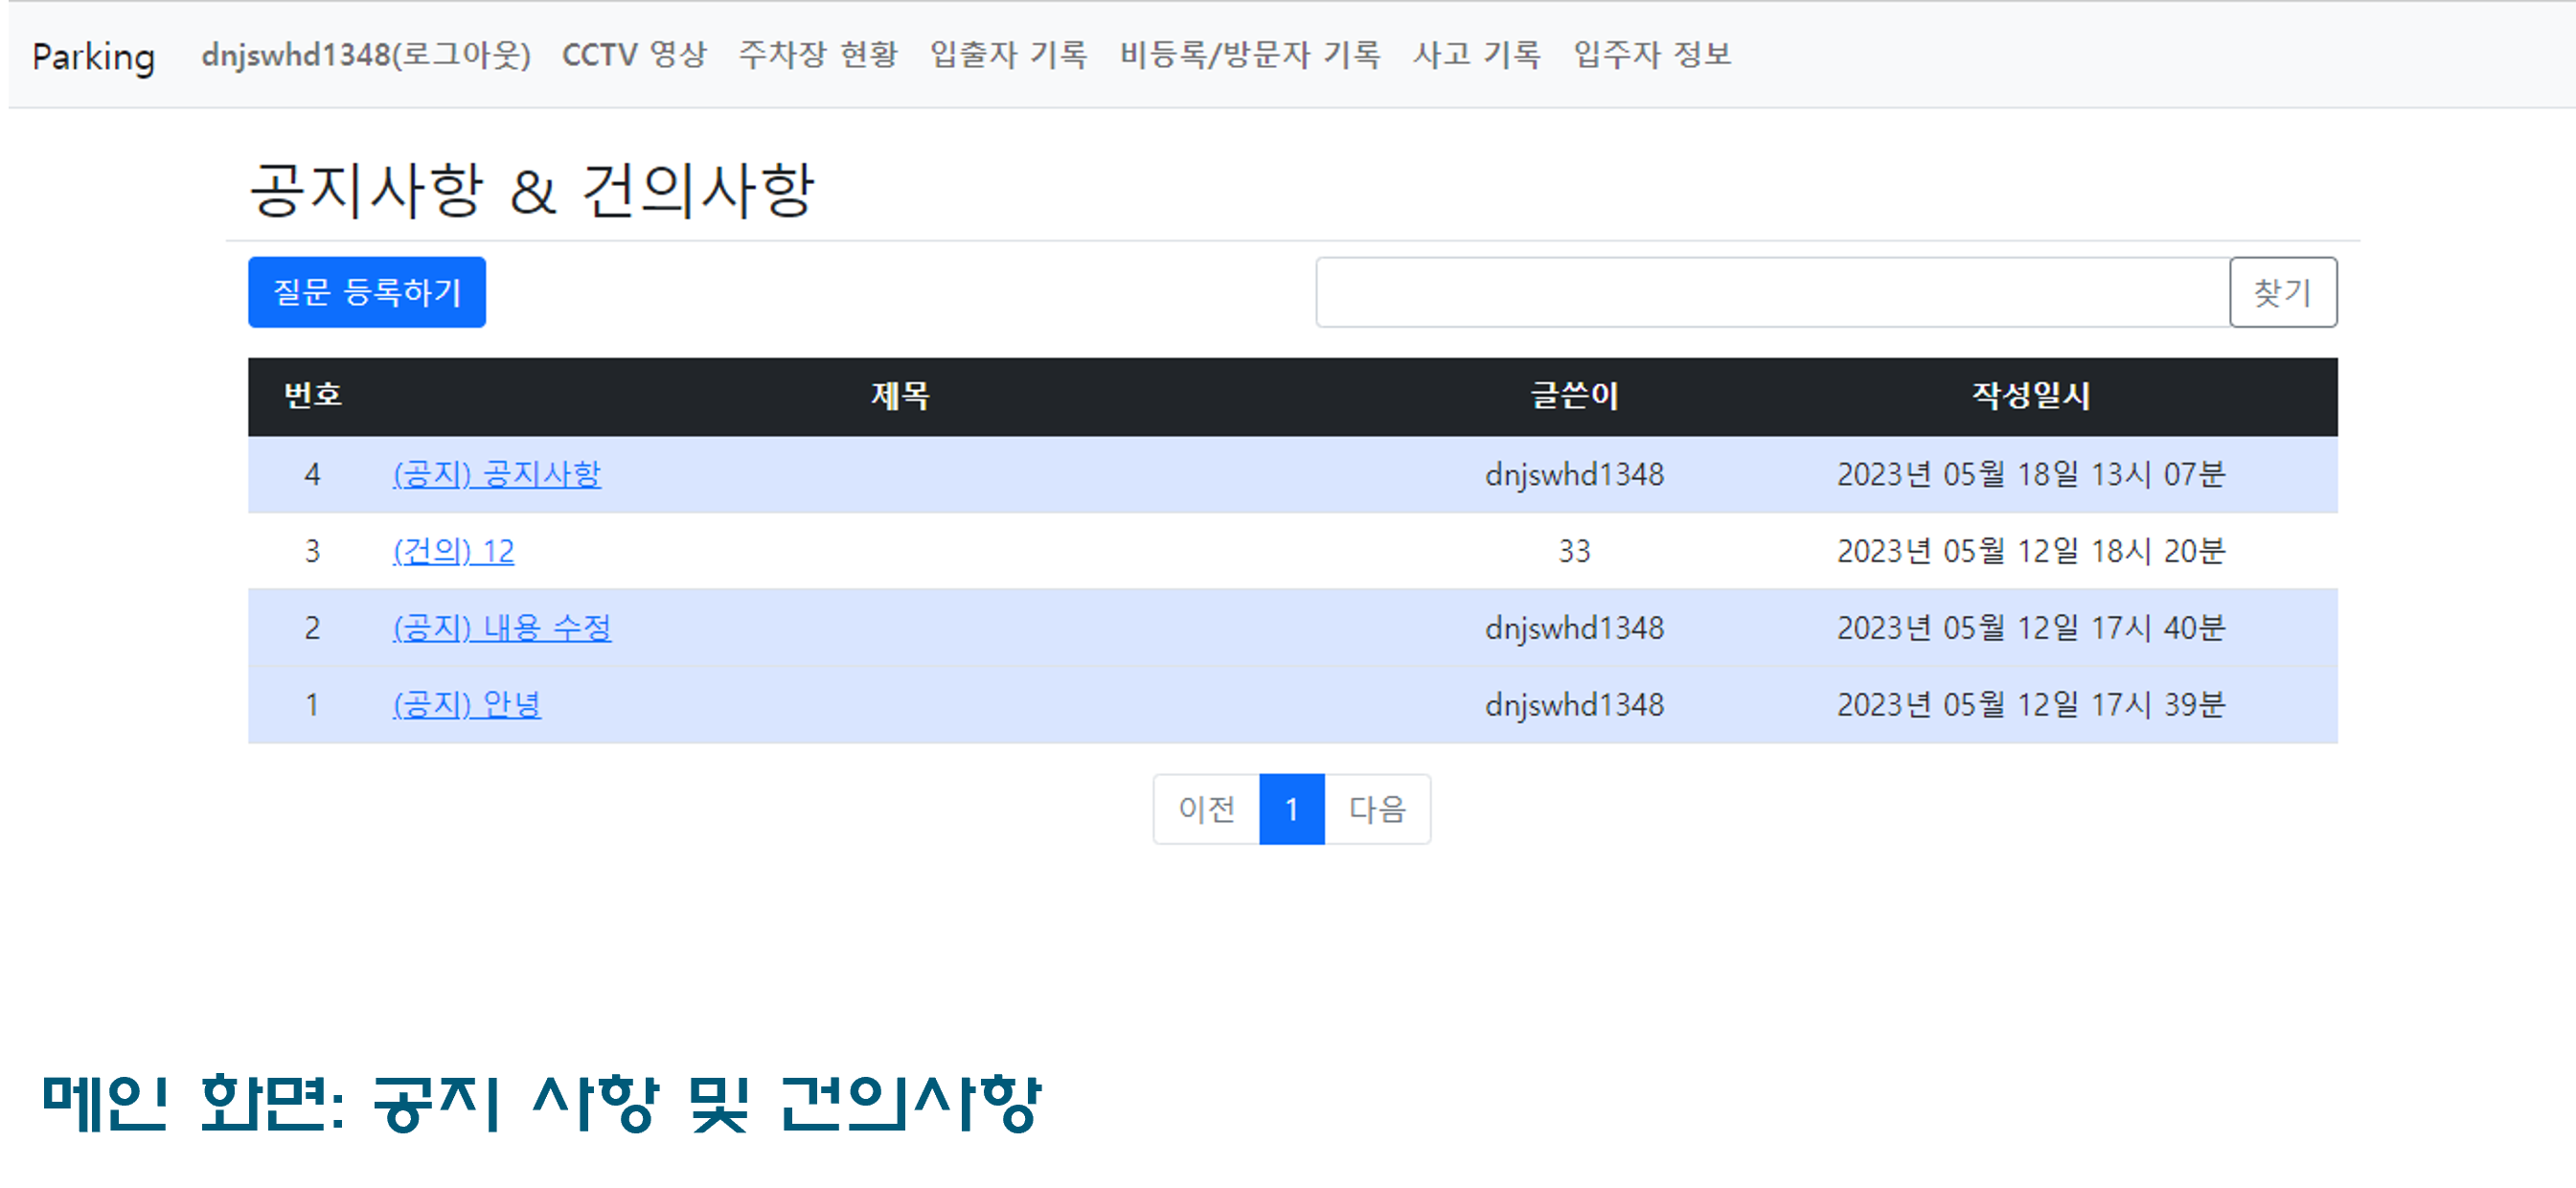 Parking dnjswhd1348(로그아웃) CCTV 영상 주차장 현황 입출자 기록 비등록/방문자 기록 사고 기록 입주자 정보
공지사항 & 건의사항
질문 등록하기 찾기
번호 제목 글쓴이 작성일시
4 (공지) 공지사항 dnjswhd1348 2023년 05월 18일 13시 07분
3 (건의) 12 33 2023년 05월 12일 18시 20분
2 (공지) 내용 수정 dnjswhd1348 2023년 05월 12일 17시 40분
1 (공지) 안녕 dnjswhd1348 2023년 05월 12일 17시 39분
이전 1 다음
메인 화면: 공지 사항 및 건의사항